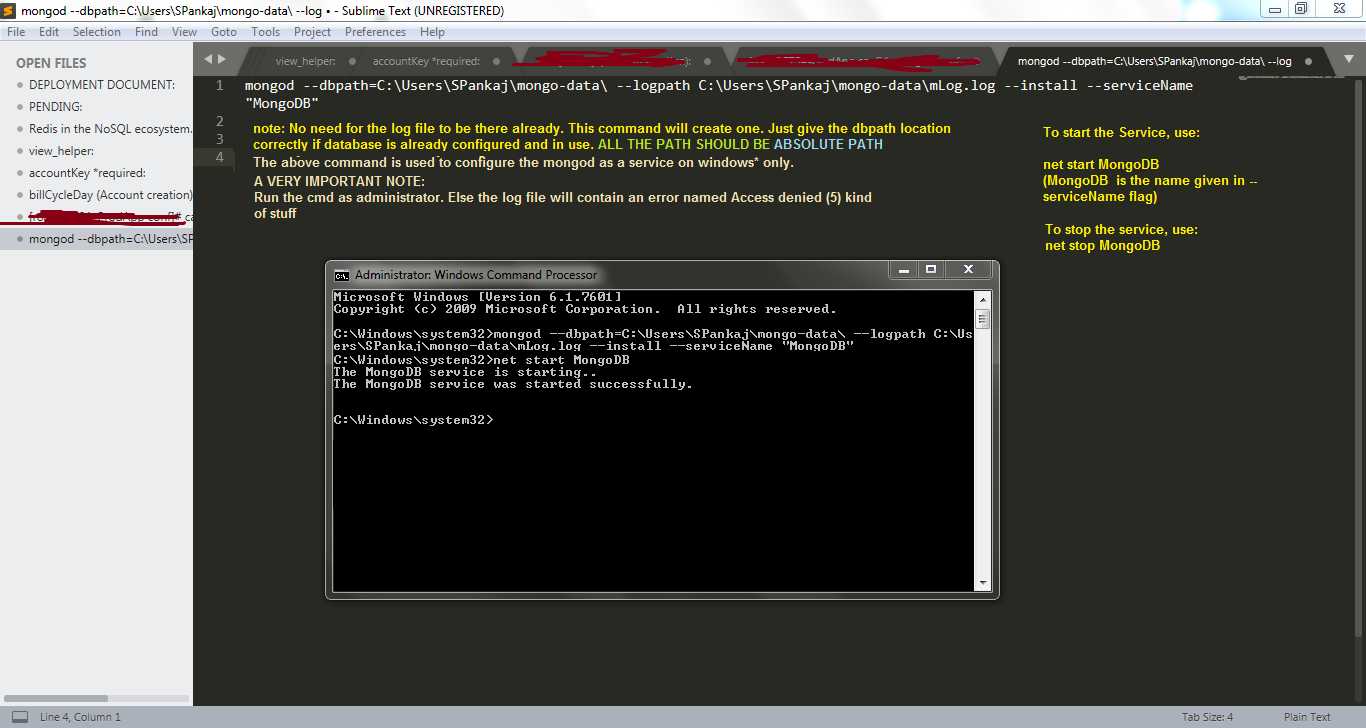 mongod --dbpath=C:\Users\SPankaj\mongo-data\ --log • - Sublime Text (UNREGISTERED)
File Edit Selection Find View Goto Tools Project Preferences Help
OPEN FILES
DEPLOYMENT DOCUMENT:
PENDING:
Redis in the NoSQL ecosystem.
view_helper:
accountKey *required:
billCycleDay (Account creation)
mongod --dbpath=C:\Users\SP
view_helper:
accountKey *required:
mongod --dbpath=C:\Users\SPankaj\mongo-data\ --log
1 mongod --dbpath=C:\Users\SPankaj\mongo-data\ --logpath C:\Users\SPankaj\mongo-data\mLog.log --install --serviceName
"MongoDB"
2
3
4
note: No need for the log file to be there already. This command will create one. Just give the dbpath location
correctly if database is already configured and in use. ALL THE PATH SHOULD BE ABSOLUTE PATH
The above command is used to configure the mongod as a service on windows* only.
A VERY IMPORTANT NOTE:
Run the cmd as administrator. Else the log file will contain an error named Access denied (5) kind
of stuff
To start the Service, use:
net start MongoDB
(MongoDB is the name given in --
serviceName flag)
To stop the service, use:
net stop MongoDB
Administrator: Windows Command Processor
Microsoft Windows [Version 6.1.7601]
Copyright (c) 2009 Microsoft Corporation. All rights reserved.
C:\Windows\system32>mongod --dbpath=C:\Users\SPankaj\mongo-data\ --logpath C:\Us
ers\SPankaj\mongo-data\mLog.log --install --serviceName "MongoDB"
C:\Windows\system32>net start MongoDB
The MongoDB service is starting..
The MongoDB service was started successfully.
C:\Windows\system32>
Line 4, Column 1
Tab Size: 4
Plain Text